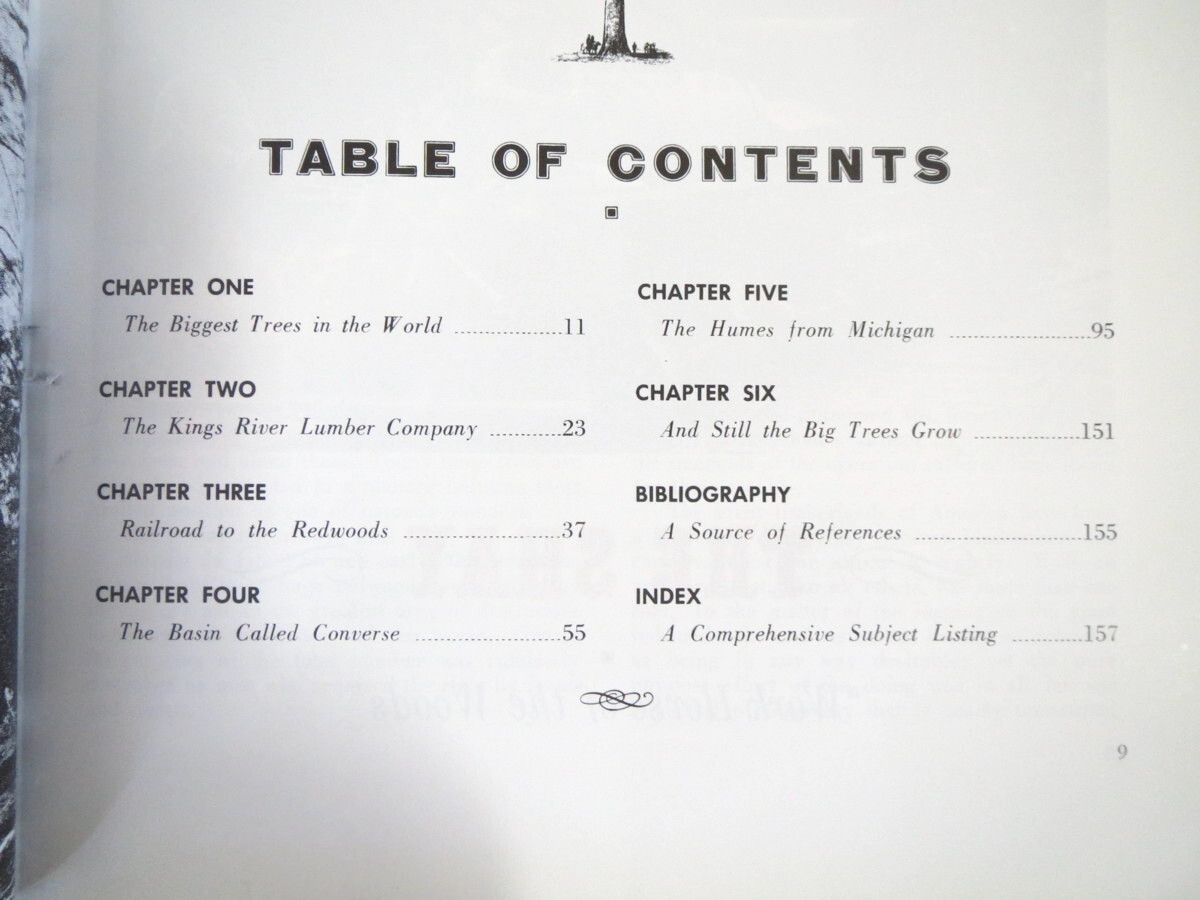 TABLE OF CONTENTS
CHAPTER ONE
The Biggest Trees in the World ..................11
CHAPTER TWO
The Kings River Lumber Company ............23
CHAPTER THREE
Railroad to the Redwoods ..........................37
CHAPTER FOUR
The Basin Called Converse ........................55
CHAPTER FIVE
The Humes from Michigan ........................95
CHAPTER SIX
And Still the Big Trees Grow ..................151
BIBLIOGRAPHY
A Source of References ............................155
INDEX
A Comprehensive Subject Listing ............157
9